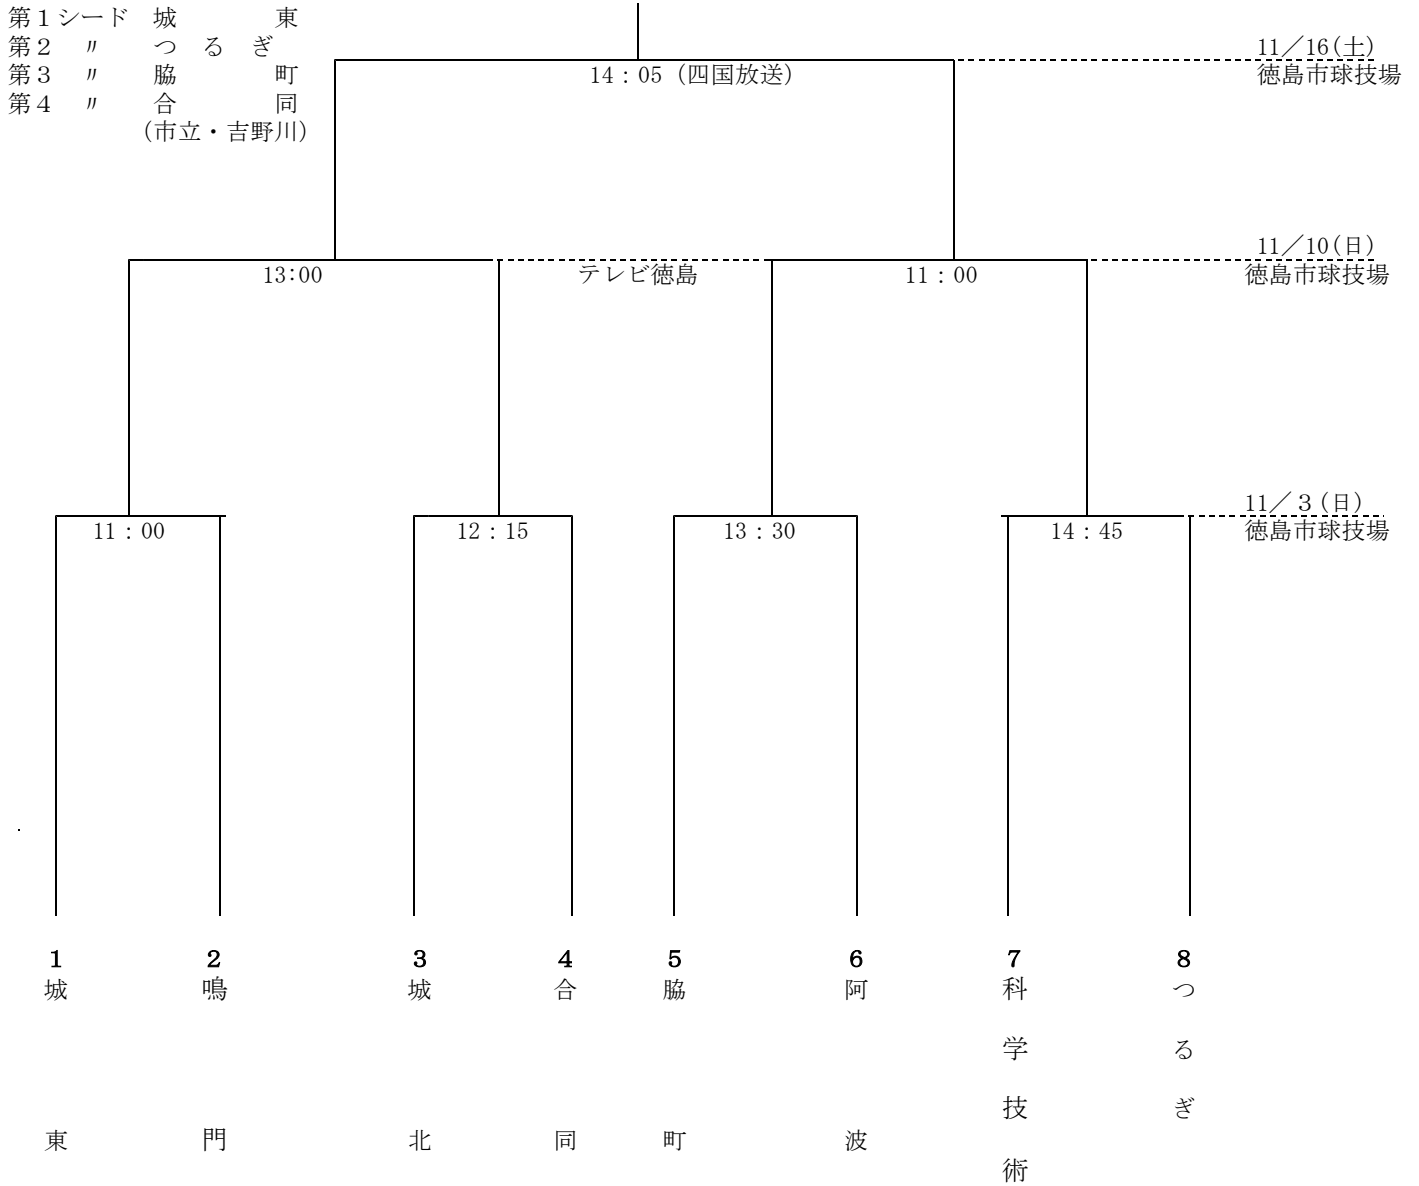 第１シード 城 東
第２ 〃 つ る ぎ
第３ 〃 脇 町
第４ 〃 合 同
（市立・吉野川）
11／16(土)
14：05（四国放送）
徳島市球技場
11／10(日)
13:00
テレビ徳島
11：00
徳島市球技場
11／３(日)
11：00
12：15
13：30
14：45
徳島市球技場
１
城東
２
鳴門
３
城北
４
合同
５
脇町
６
阿波
７
科学技術
８
つるぎ